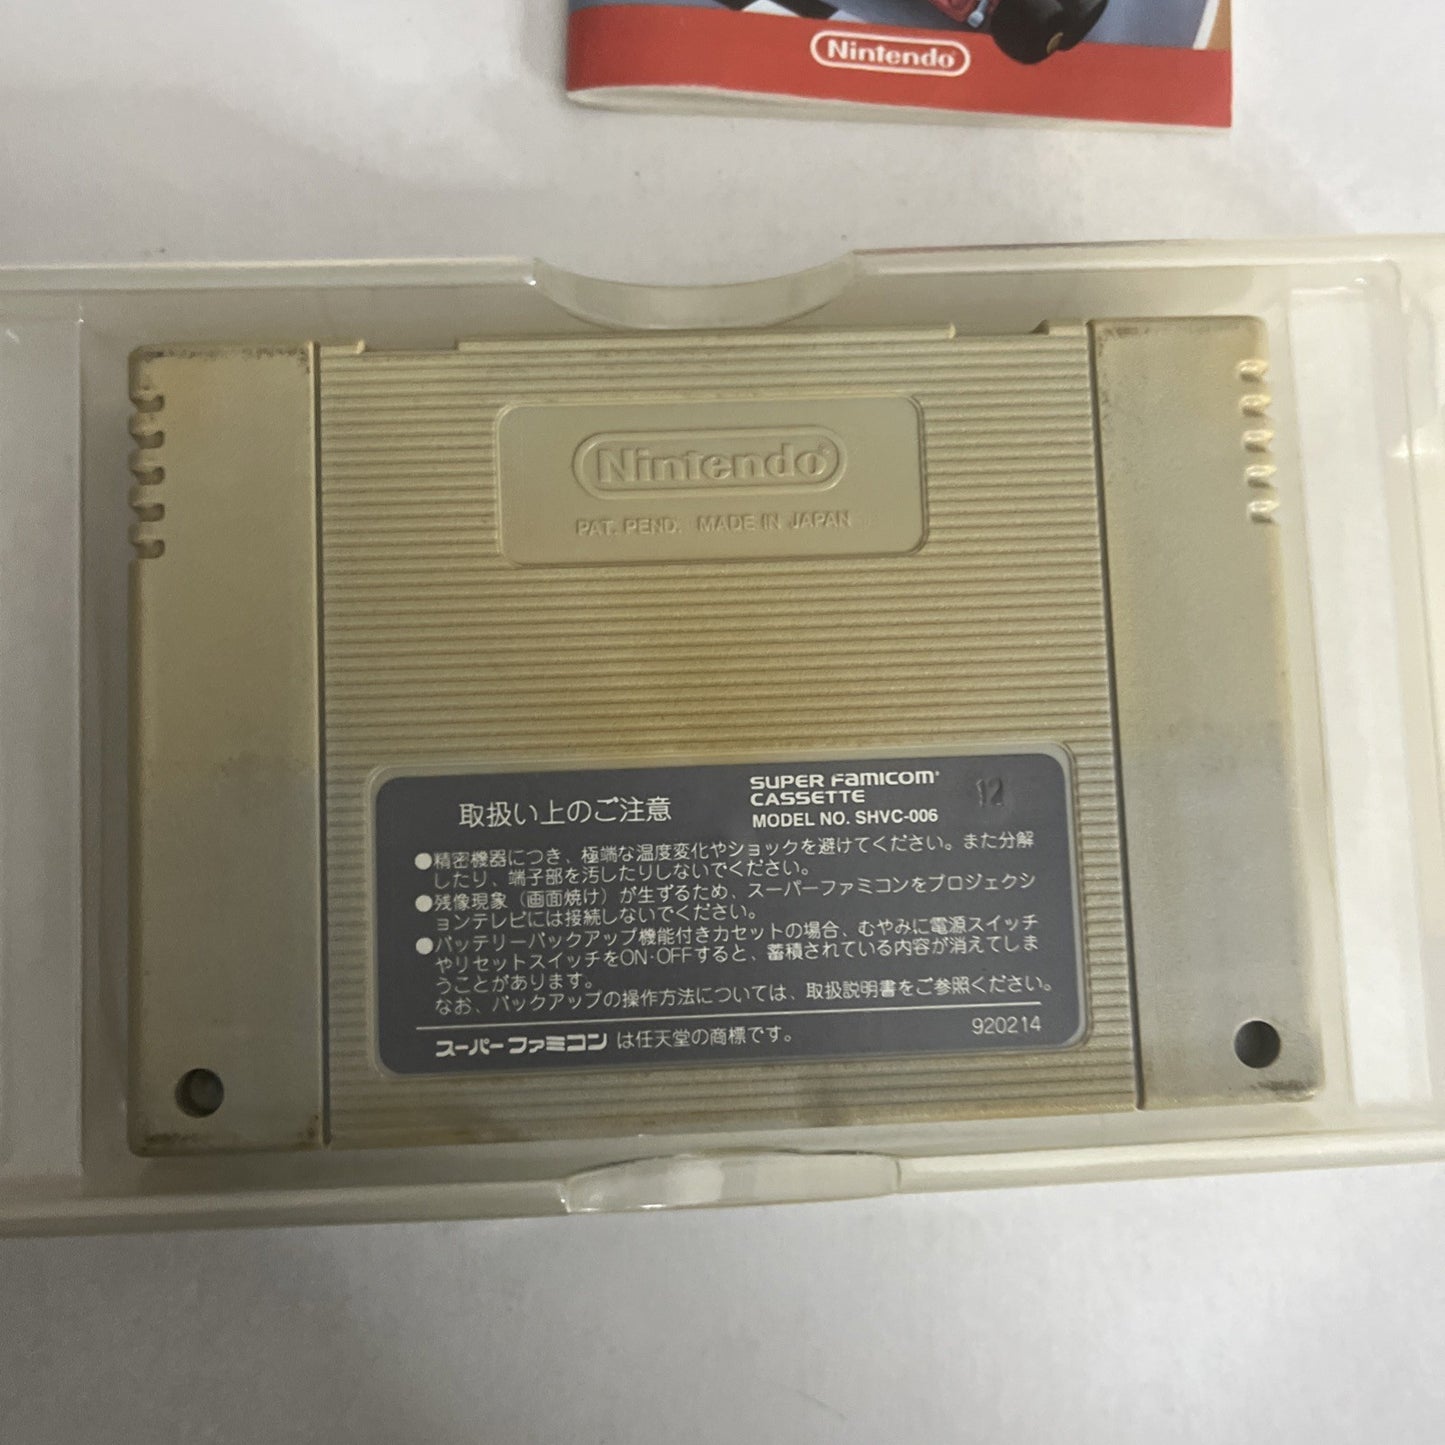 Nintendo®
Nintendo®
PAT. PEND. MADE IN JAPAN
取扱い上のご注意
SUPER FAMICOM®
CASSETTE
MODEL NO. SHVC-006
12
●精密機器につき、極端な温度変化やショックを避けてください。また分解
したり、端子部を汚したりしないでください。
●残像現象（画面焼け）が生ずるため、スーパーファミコンをプロジェクシ
ョンテレビには接続しないでください。
●バッテリーバックアップ機能付きカセットの場合、むやみに電源スイッチ
やリセットスイッチをON·OFFすると、蓄積されている内容が消えてしま
うことがあります。
なお、バックアップの操作方法については、取扱説明書をご参照ください。
スーパーファミコン は任天堂の商標です。
920214